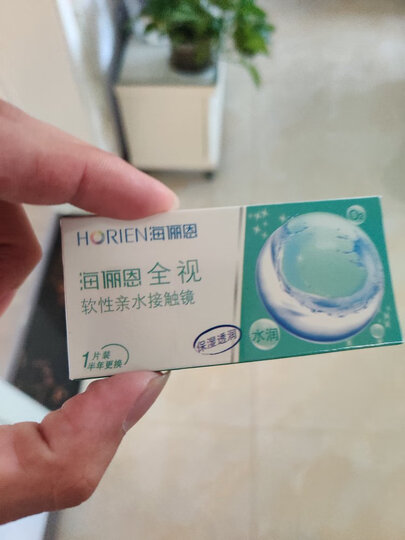 HORIEN海俪恩
海俪恩 全视
软性亲水接触镜
1片装
半年更换
保湿透润
水润
O₂